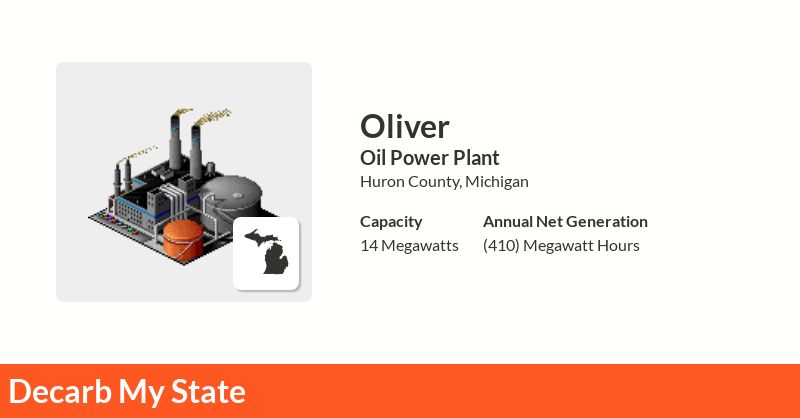 Oliver
Oil Power Plant
Huron County, Michigan
Capacity
14 Megawatts
Annual Net Generation
(410) Megawatt Hours
Decarb My State